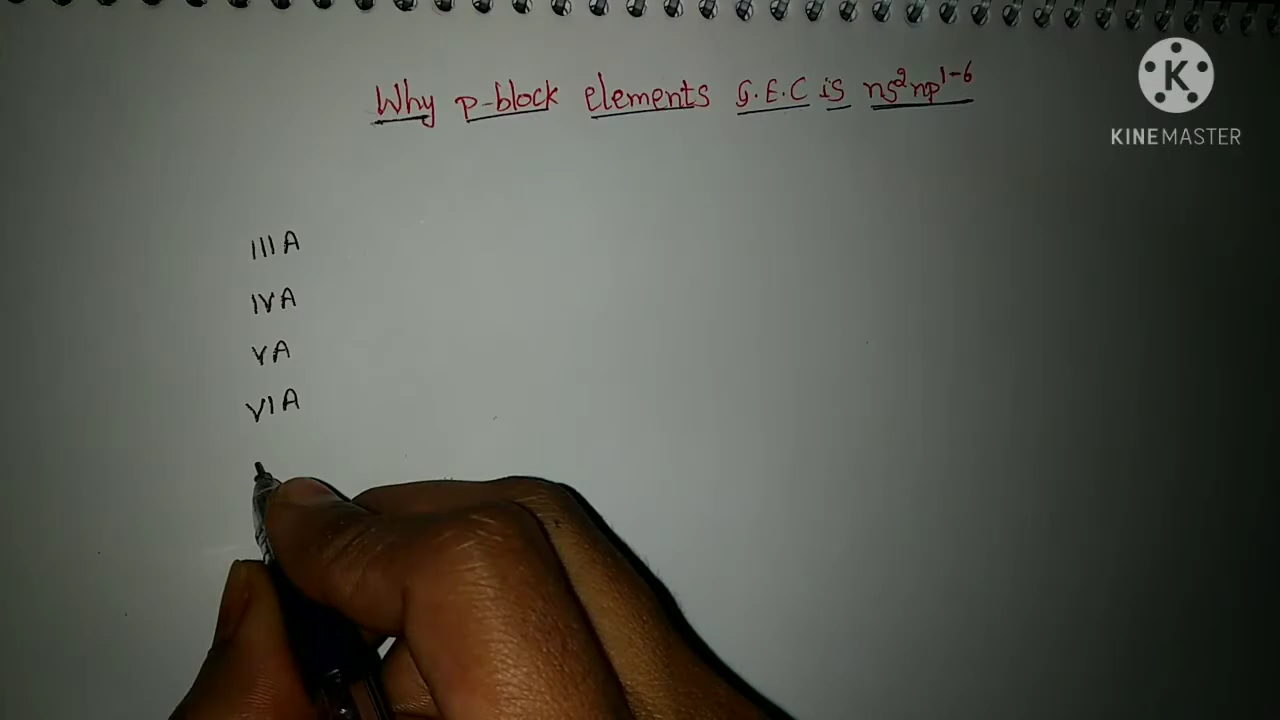 Why p-block elements G.E.C is ns²np¹⁻⁶
K
KINEMASTER
IIIA
IVA
VA
VIA